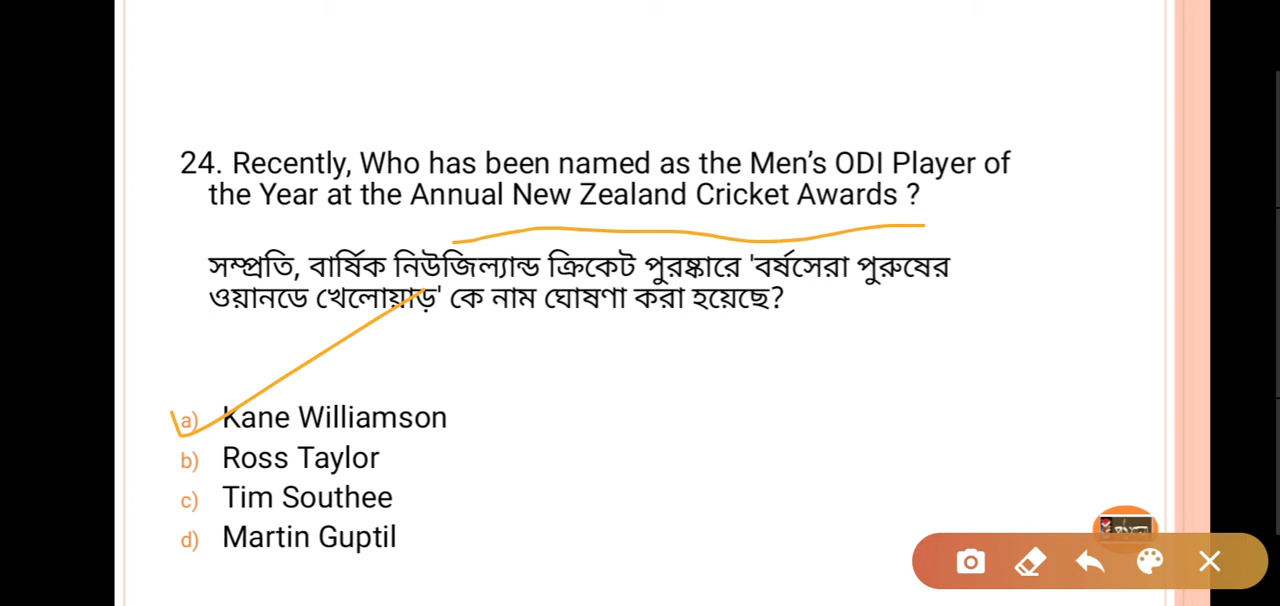 24. Recently, Who has been named as the Men's ODI Player of
the Year at the Annual New Zealand Cricket Awards ?
সম্প্রতি, বার্ষিক নিউজিল্যান্ড ক্রিকেট পুরষ্কারে 'বর্ষসেরা পুরুষের
ওয়ানডে খেলোয়াড়' কে নাম ঘোষণা করা হয়েছে?
a) Kane Williamson
b) Ross Taylor
c) Tim Southee
d) Martin Guptil